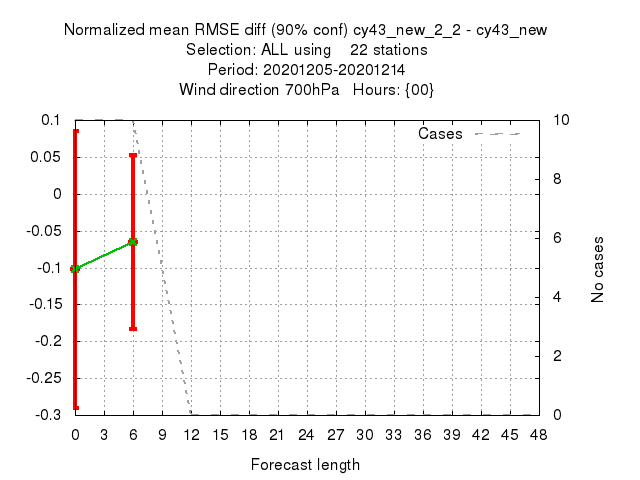 Normalized mean RMSE diff (90% conf) cy43_new_2_2 - cy43_new
Selection: ALL using 22 stations
Period: 20201205-20201214
Wind direction 700hPa Hours: {00}
0.1
0.05
0
-0.05
-0.1
-0.15
-0.2
-0.25
-0.3
Cases
10
8
6
4
2
0
No cases
0 3 6 9 12 15 18 21 24 27 30 33 36 39 42 45 48
Forecast length